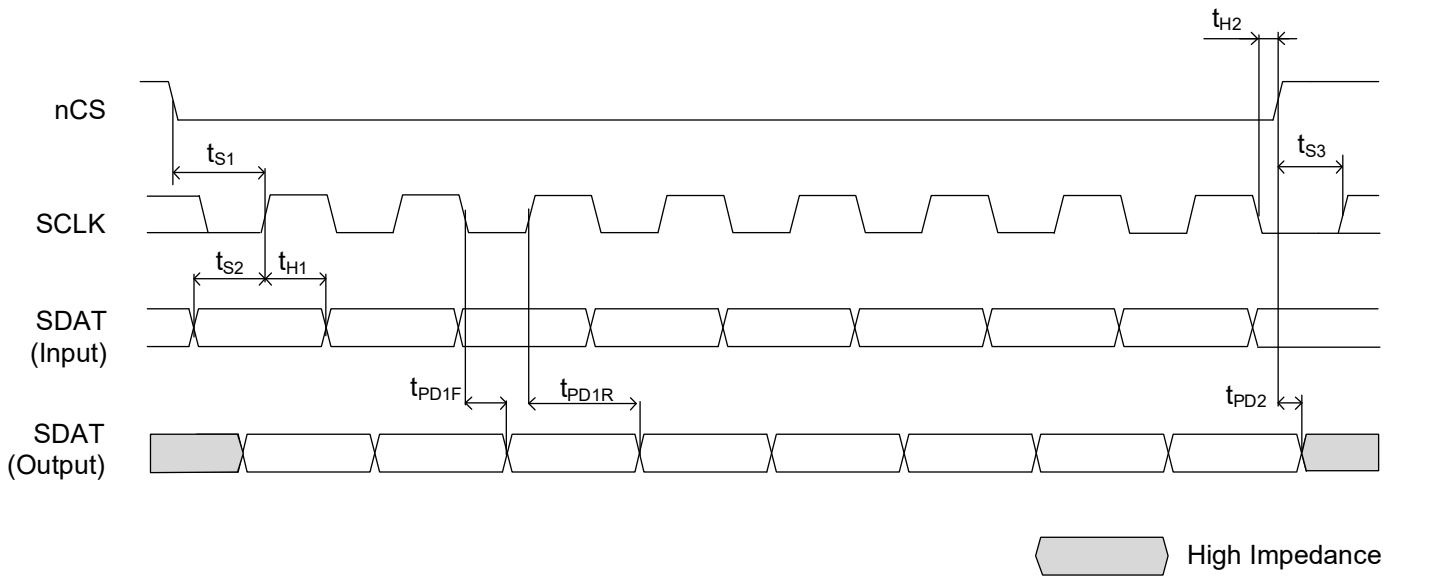 tH2
nCS
tS1
tS3
SCLK
tS2
tH1
SDAT
(Input)
tPD1F
tPD1R
tPD2
SDAT
(Output)
High Impedance